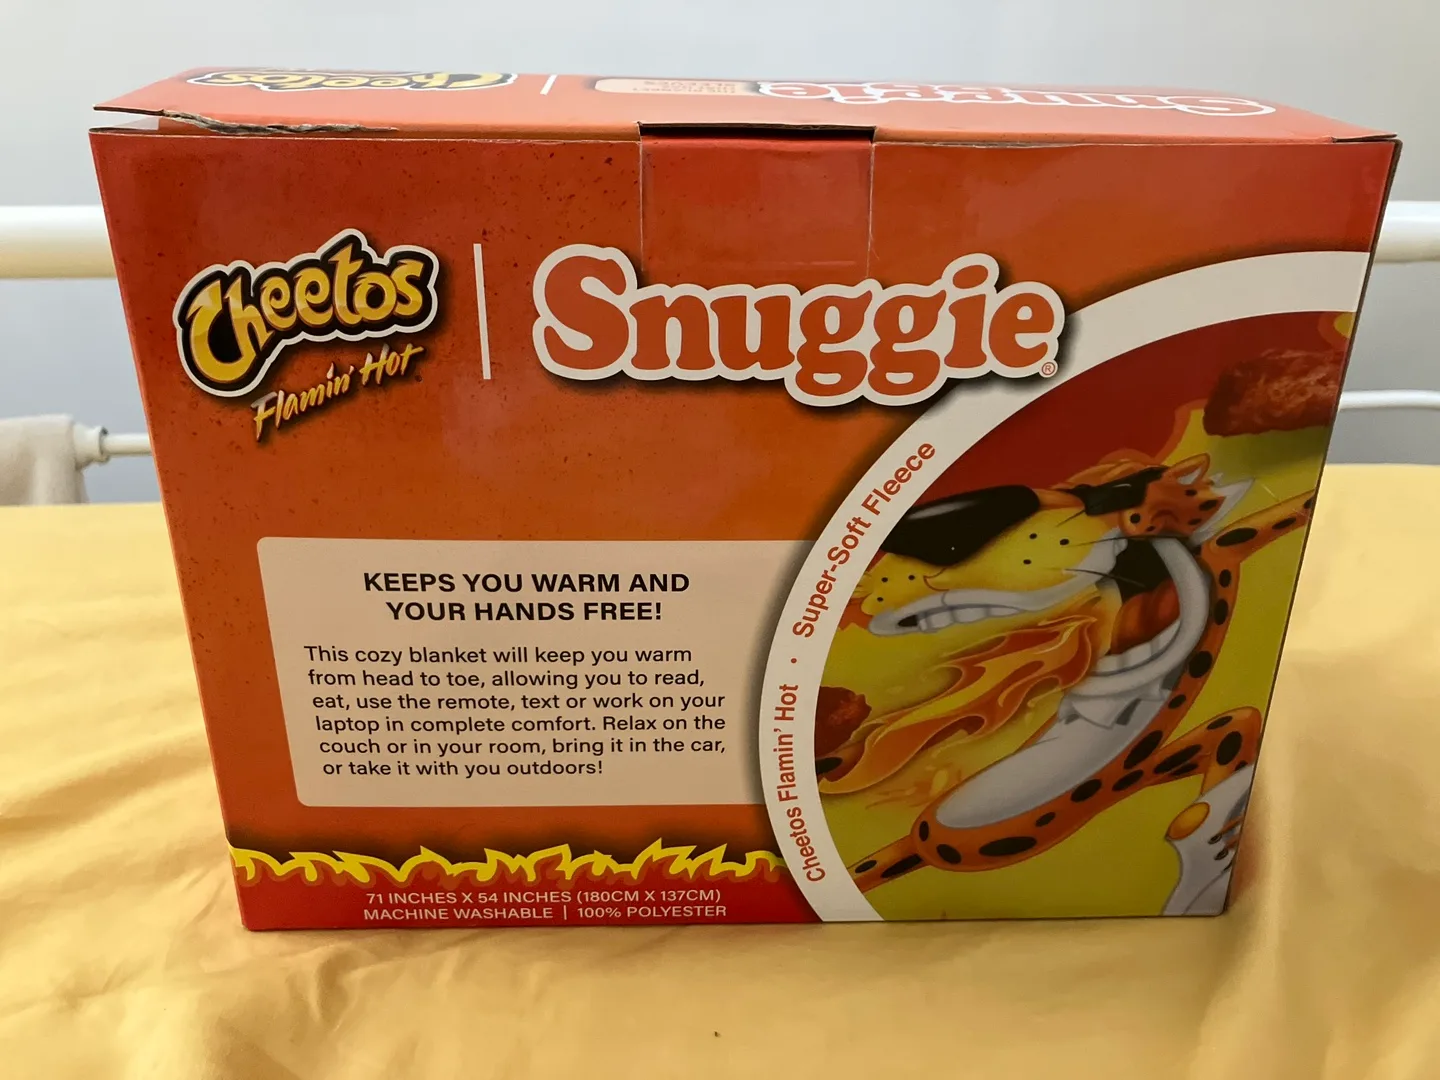 Cheetos
Snuggie
Cheetos
Flamin' Hot
Snuggie®
KEEPS YOU WARM AND
YOUR HANDS FREE!
This cozy blanket will keep you warm
from head to toe, allowing you to read,
eat, use the remote, text or work on your
laptop in complete comfort. Relax on the
couch or in your room, bring it in the car,
or take it with you outdoors!
Cheetos Flamin' Hot • Super-Soft Fleece
71 INCHES X 54 INCHES (180CM X 137CM)
MACHINE WASHABLE | 100% POLYESTER